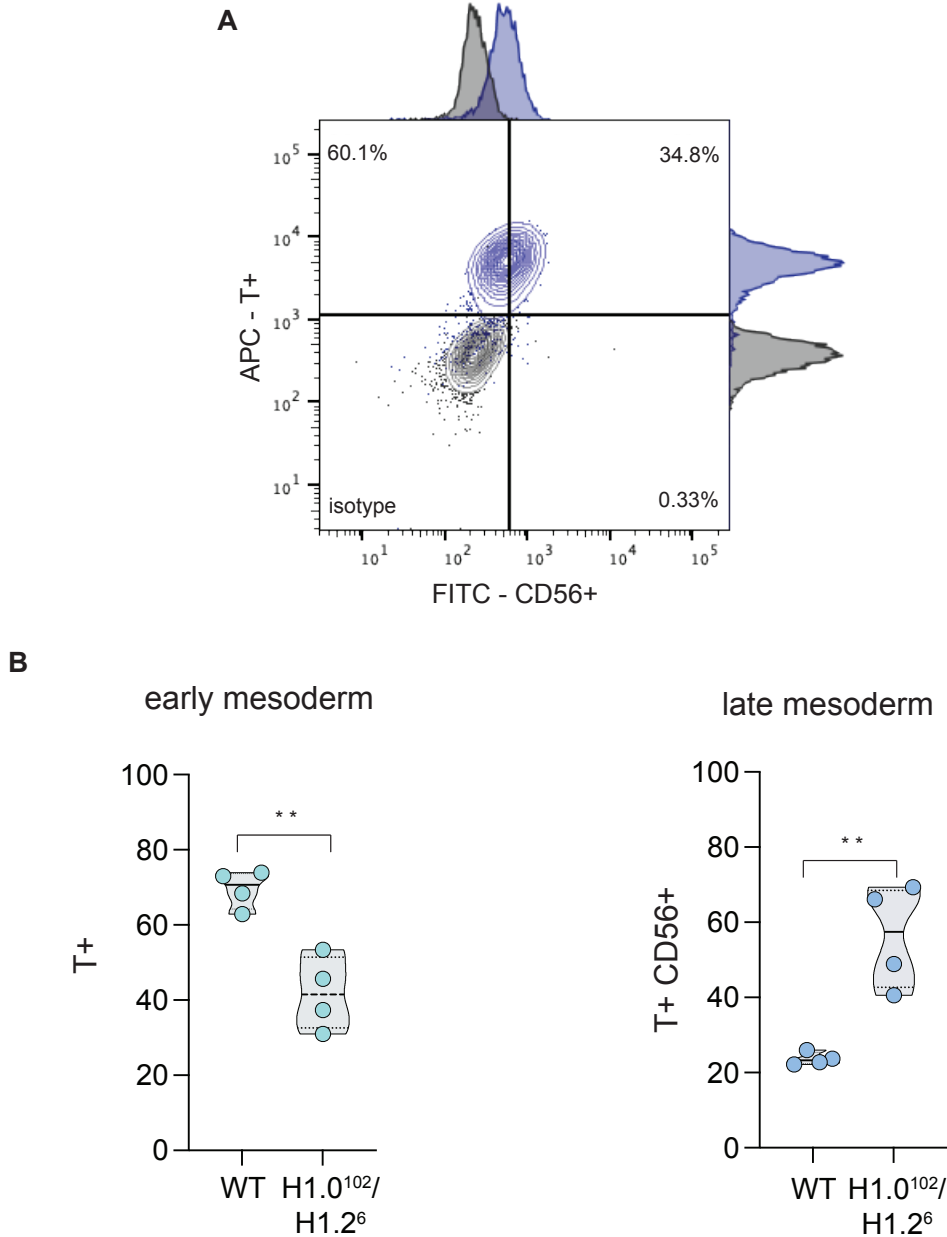 A
60.1%
34.8%
10⁵
10⁴
10³
10²
10¹
APC - T+
isotype
0.33%
10¹ 10² 10³ 10⁴ 10⁵
FITC - CD56+
B
early mesoderm
100
80
60
40
20
0
T+
**
WT H1.0¹⁰²/
H1.2⁶
late mesoderm
100
80
60
40
20
0
T+ CD56+
**
WT H1.0¹⁰²/
H1.2⁶